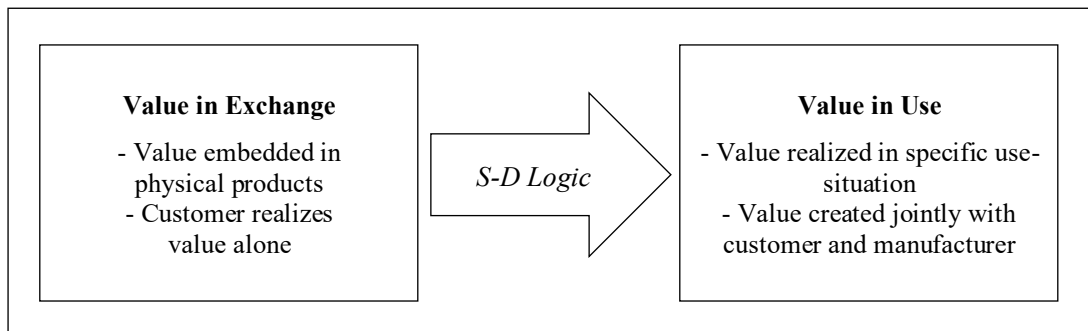 Value in Exchange
- Value embedded in
physical products
- Customer realizes
value alone
S-D Logic
Value in Use
- Value realized in specific use-
situation
- Value created jointly with
customer and manufacturer